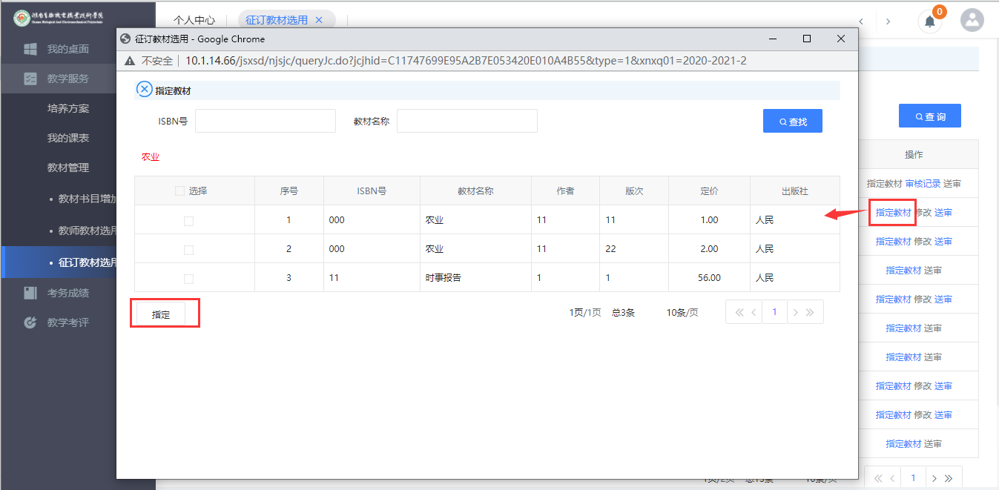 湖南生物机电职业技术学院
个人中心
征订教材选用 ×
0
我的桌面
教学服务
培养方案
我的课表
教材管理
• 教材书目增加
• 教师教材选用
• 征订教材选用
考务成绩
教学考评
征订教材选用 - Google Chrome
不安全 | 10.1.14.66/jsxsd/njsjc/queryJc.do?jcjhid=C11747699E95A2B7E053420E010A4B55&type=1&xnxq01=2020-2021-2
指定教材
ISBN号 教材名称 查找
农业
选择 序号 ISBN号 教材名称 作者 版次 定价 出版社
1 000 农业 11 11 1.00 人民
2 000 农业 11 22 2.00 人民
3 11 时事报告 1 1 56.00 人民
指定
1页/1页 总3条 10条/页 1
查 询
操作
指定教材 审核记录 送审
指定教材 修改 送审
指定教材 修改 送审
指定教材 送审
指定教材 修改 送审
指定教材 送审
指定教材 送审
指定教材 修改 送审
指定教材 修改 送审
指定教材 送审
1页/2页 总13条 10条/页 1